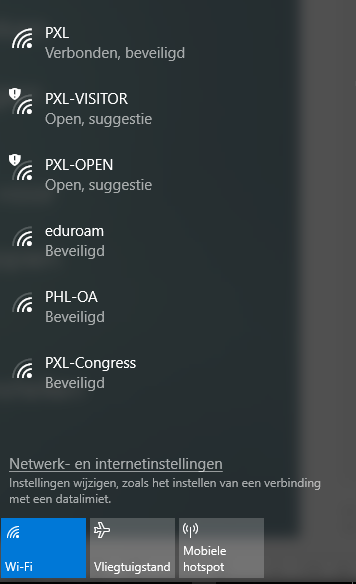 PXL
Verbonden, beveiligd
PXL-VISITOR
Open, suggestie
PXL-OPEN
Open, suggestie
eduroam
Beveiligd
PHL-OA
Beveiligd
PXL-Congress
Beveiligd
Netwerk- en internetinstellingen
Instellingen wijzigen, zoals het instellen van een verbinding
met een datalimiet.
Wi-Fi
Vliegtuigstand
Mobiele
hotspot